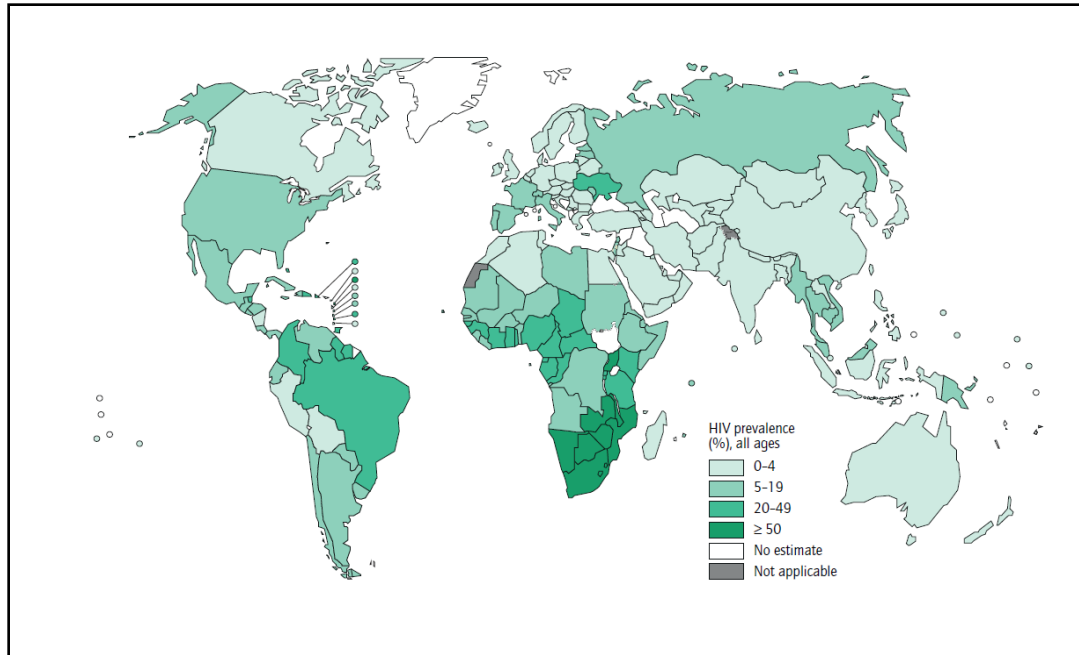 HIV prevalence
(%), all ages
0–4
5–19
20–49
≥ 50
No estimate
Not applicable